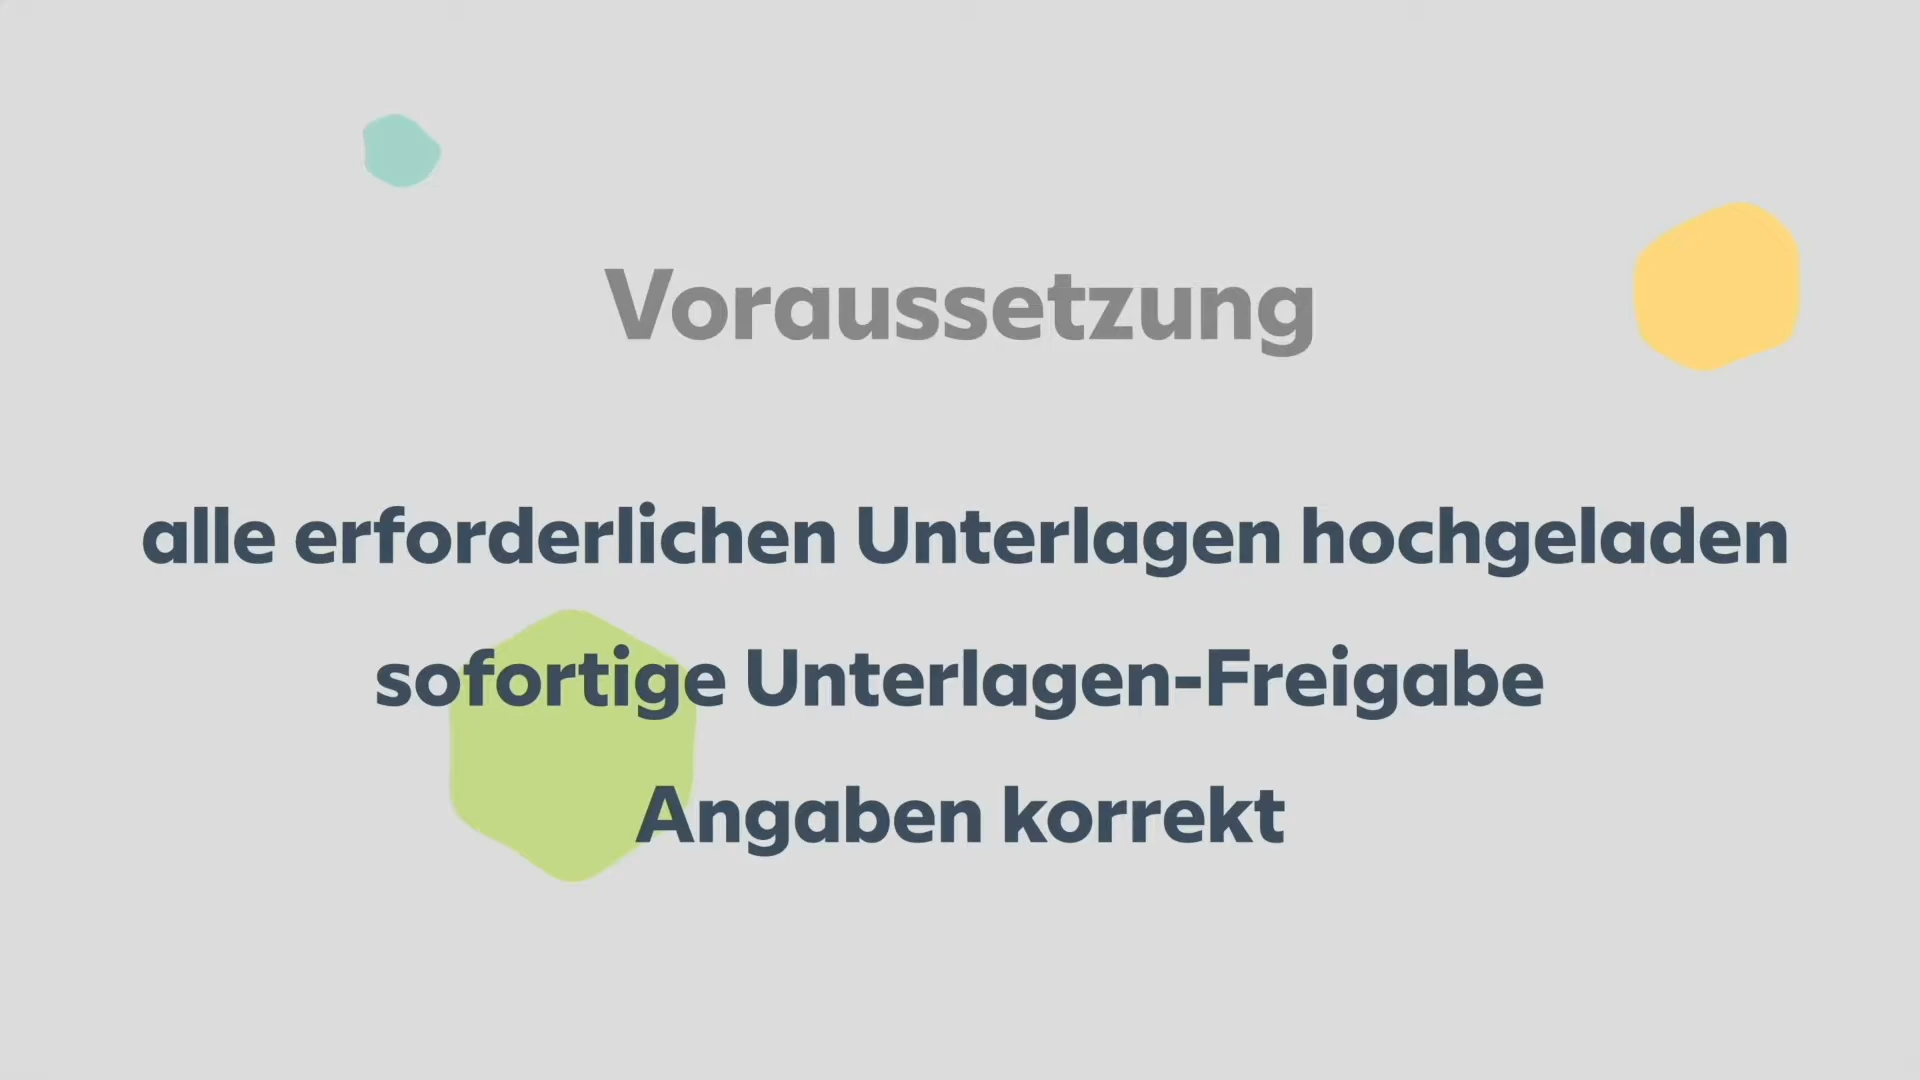 Voraussetzung
alle erforderlichen Unterlagen hochgeladen
sofortige Unterlagen-Freigabe
Angaben korrekt